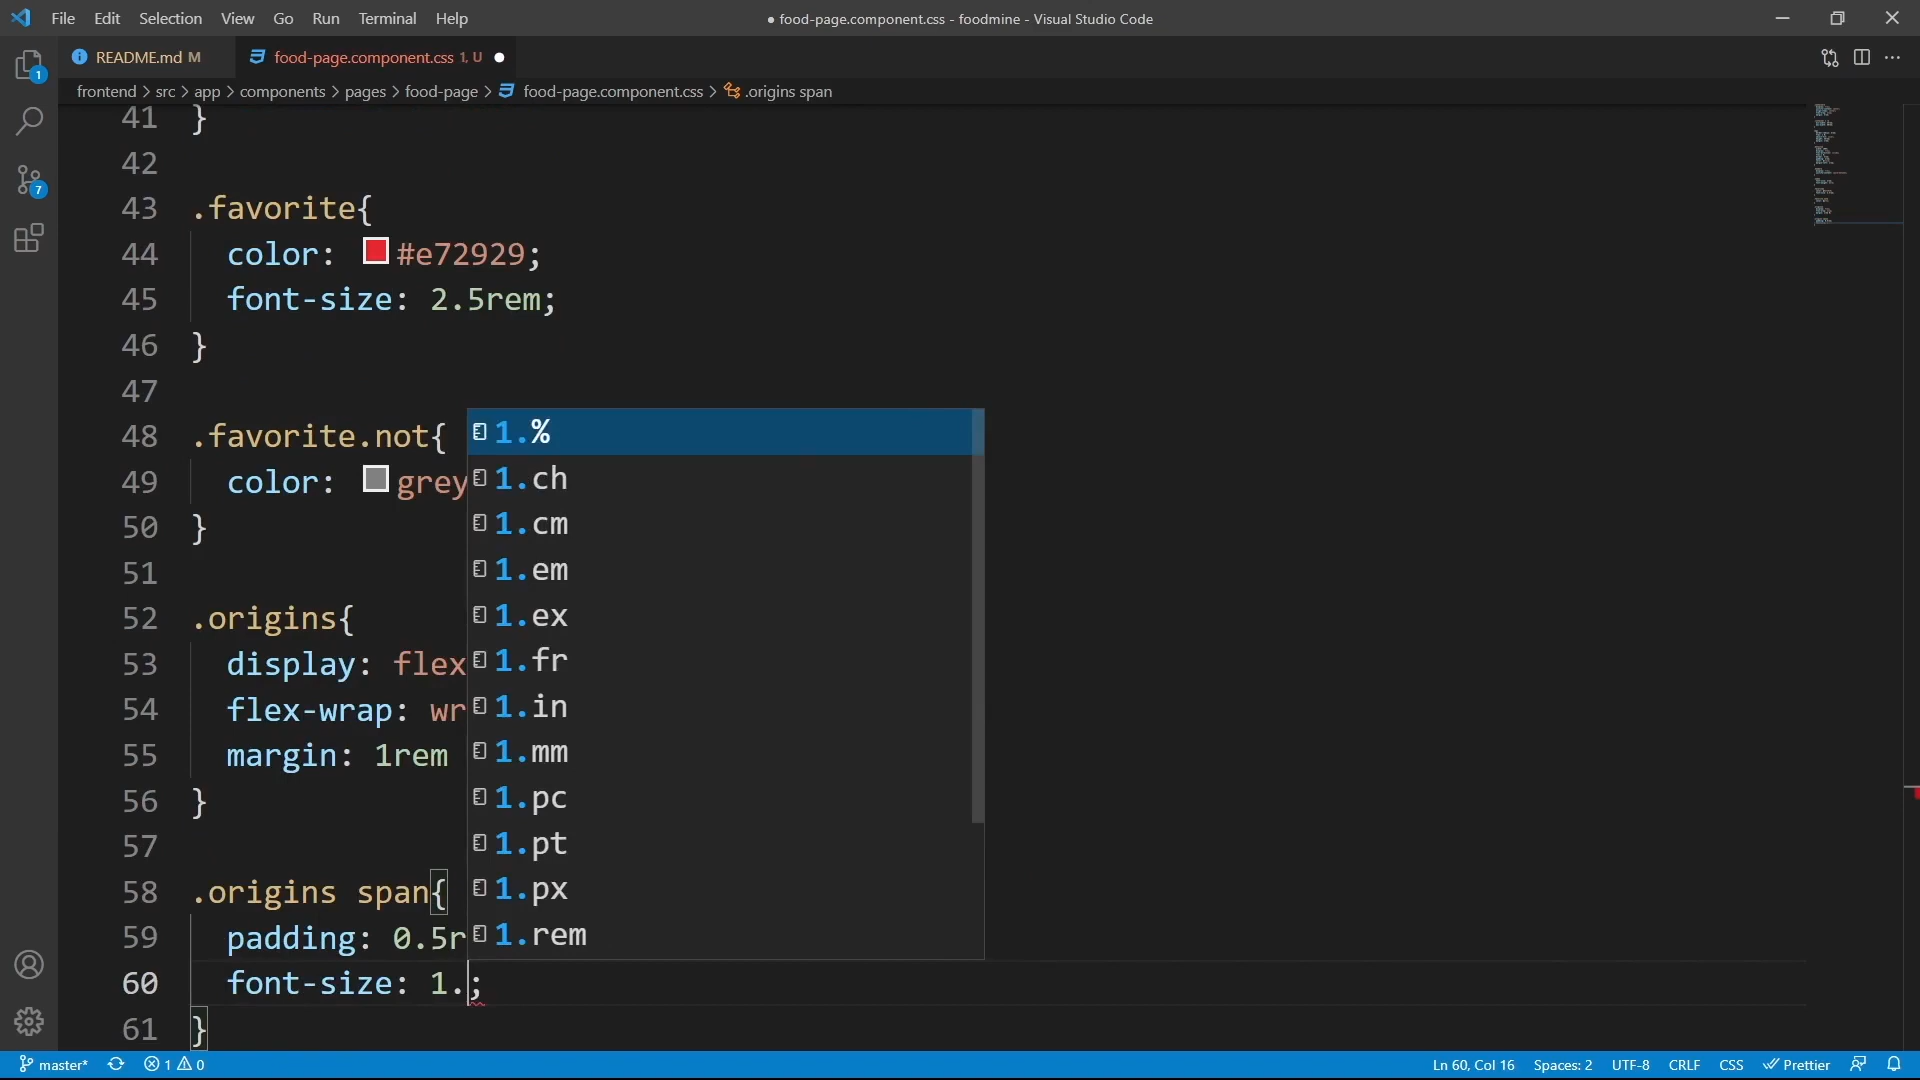 File Edit Selection View Go Run Terminal Help
● food-page.component.css - foodmine - Visual Studio Code
README.md M
food-page.component.css 1, U ●
frontend > src > app > components > pages > food-page > food-page.component.css > .origins span
1
7
41 }
42
43 .favorite{
44 color: #e72929;
45 font-size: 2.5rem;
46 }
47
48 .favorite.not{
49 color: grey
50 }
51
52 .origins{
53 display: flex
54 flex-wrap: wr
55 margin: 1rem
56 }
57
58 .origins span{
59 padding: 0.5r
60 font-size: 1.;
61 }
1.%
1.ch
1.cm
1.em
1.ex
1.fr
1.in
1.mm
1.pc
1.pt
1.px
1.rem
master* 1 0 Ln 60, Col 16 Spaces: 2 UTF-8 CRLF CSS Prettier